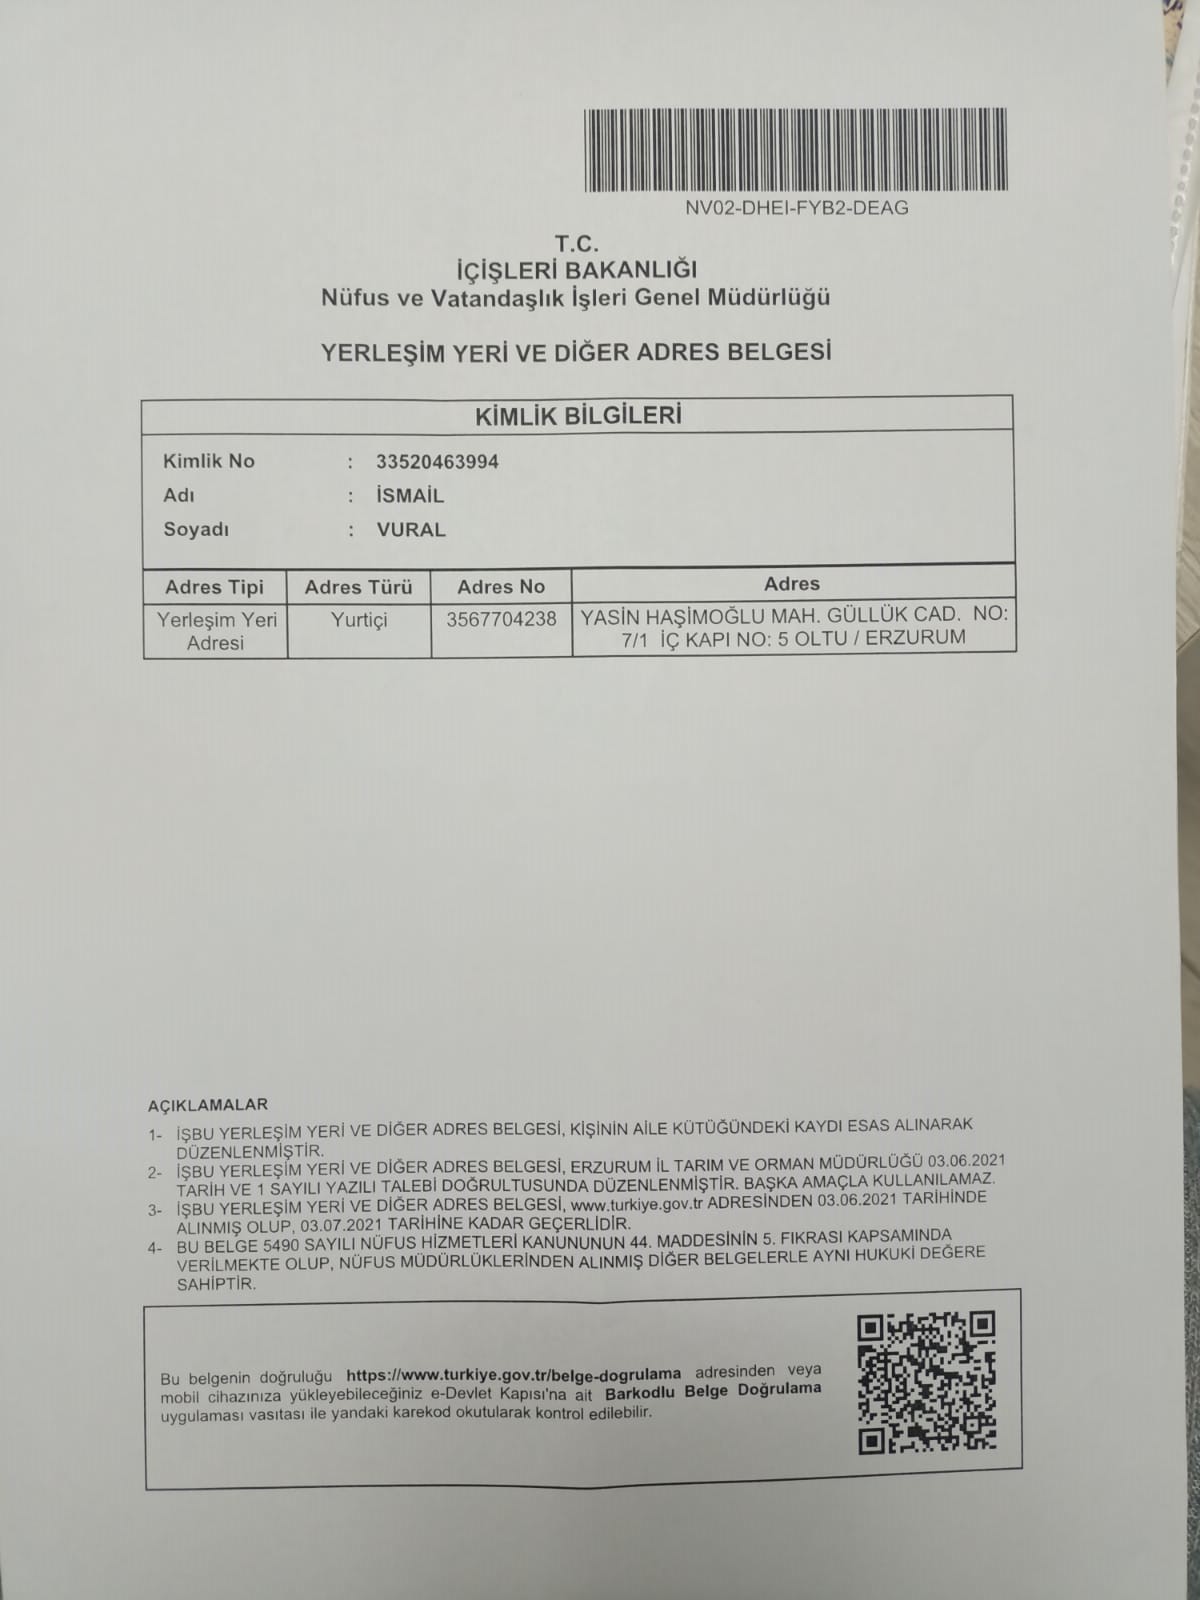 NV02-DHEI-FYB2-DEAG
T.C.
İÇİŞLERİ BAKANLIĞI
Nüfus ve Vatandaşlık İşleri Genel Müdürlüğü
YERLEŞİM YERİ VE DİĞER ADRES BELGESİ
KİMLİK BİLGİLERİ
Kimlik No : 33520463994
Adı : İSMAİL
Soyadı : VURAL
Adres Tipi Adres Türü Adres No Adres
Yerleşim Yeri Yurtiçi 3567704238 YASİN HAŞİMOĞLU MAH. GÜLLÜK CAD. NO:
Adresi 7/1 İÇ KAPI NO: 5 OLTU / ERZURUM
AÇIKLAMALAR
1- İŞBU YERLEŞİM YERİ VE DİĞER ADRES BELGESİ, KİŞİNİN AİLE KÜTÜĞÜNDEKİ KAYDI ESAS ALINARAK
DÜZENLENMİŞTİR.
2- İŞBU YERLEŞİM YERİ VE DİĞER ADRES BELGESİ, ERZURUM İL TARIM VE ORMAN MÜDÜRLÜĞÜ 03.06.2021
TARİH VE 1 SAYILI YAZILI TALEBİ DOĞRULTUSUNDA DÜZENLENMİŞTİR. BAŞKA AMAÇLA KULLANILAMAZ.
3- İŞBU YERLEŞİM YERİ VE DİĞER ADRES BELGESİ, www.turkiye.gov.tr ADRESİNDEN 03.06.2021 TARİHİNDE
ALINMIŞ OLUP, 03.07.2021 TARİHİNE KADAR GEÇERLİDİR.
4- BU BELGE 5490 SAYILI NÜFUS HİZMETLERİ KANUNUNUN 44. MADDESİNİN 5. FIKRASI KAPSAMINDA
VERİLMEKTE OLUP, NÜFUS MÜDÜRLÜKLERİNDEN ALINMIŞ DİĞER BELGELERLE AYNI HUKUKİ DEĞERE
SAHİPTİR.
Bu belgenin doğruluğu https://www.turkiye.gov.tr/belge-dogrulama adresinden veya
mobil cihazınıza yükleyebileceğiniz e-Devlet Kapısı'na ait Barkodlu Belge Doğrulama
uygulaması vasıtası ile yandaki karekod okutularak kontrol edilebilir.